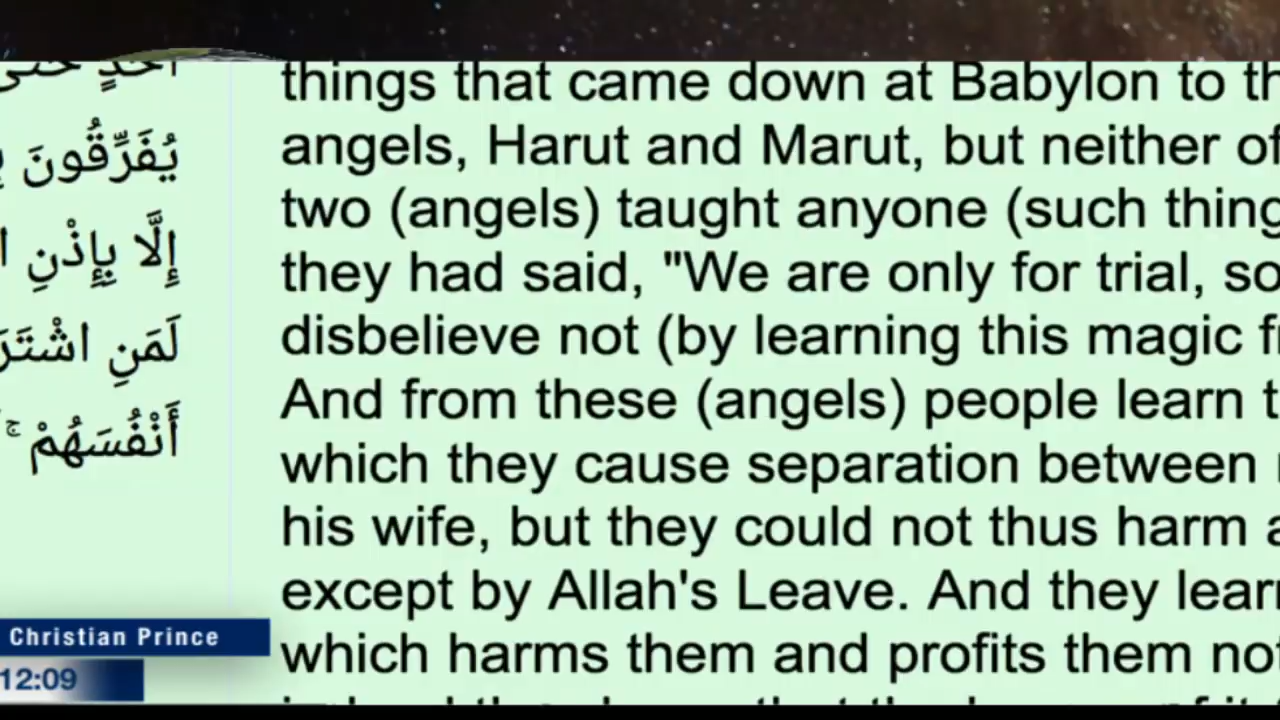 أَحَدٍ حَتَّى
يُفَرِّقُونَ
إِلَّا بِإِذْنِ
لَمَنِ
أَنْفُسَهُمْ ۚ
things that came down at Babylon to
angels, Harut and Marut, but neither of
two (angels) taught anyone (such
they had said, "We are only for trial, so
disbelieve not (by learning this magic
And from these (angels) people learn
which they cause separation between
his wife, but they could not thus harm
except by Allah's Leave. And they
which harms them and profits them not
Christian Prince
12:09